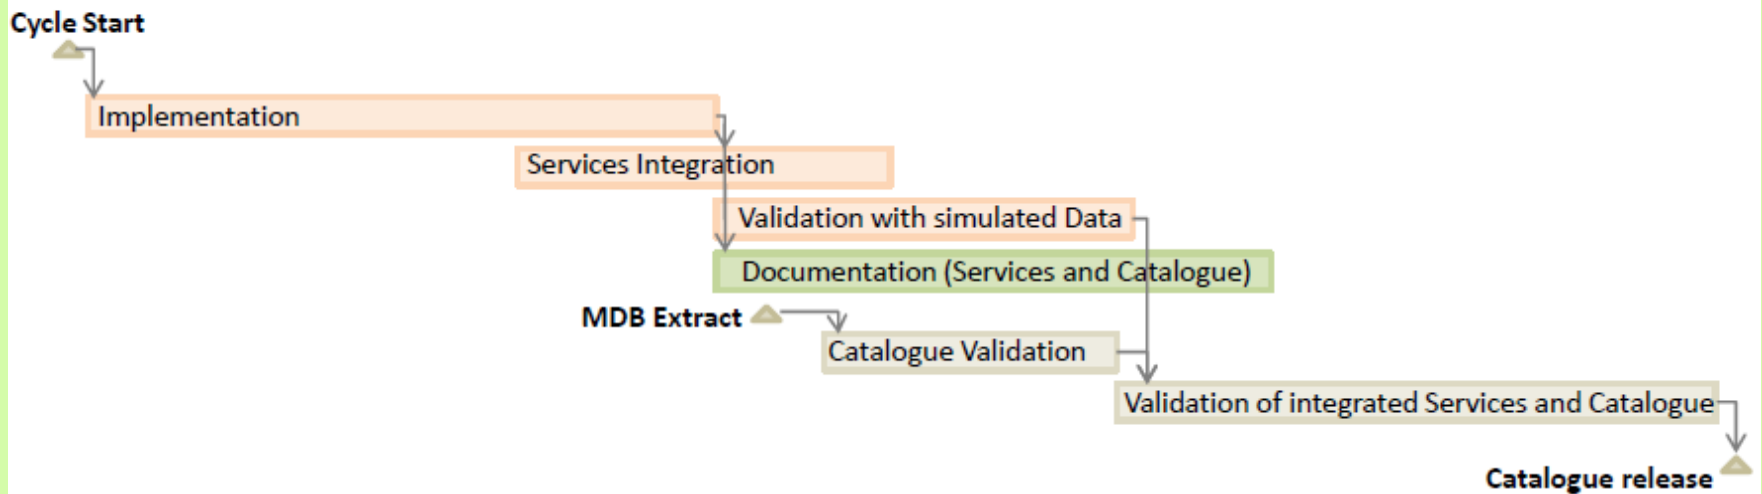 Cycle Start
Implementation
Services Integration
Validation with simulated Data
Documentation (Services and Catalogue)
MDB Extract
Catalogue Validation
Validation of integrated Services and Catalogue
Catalogue release